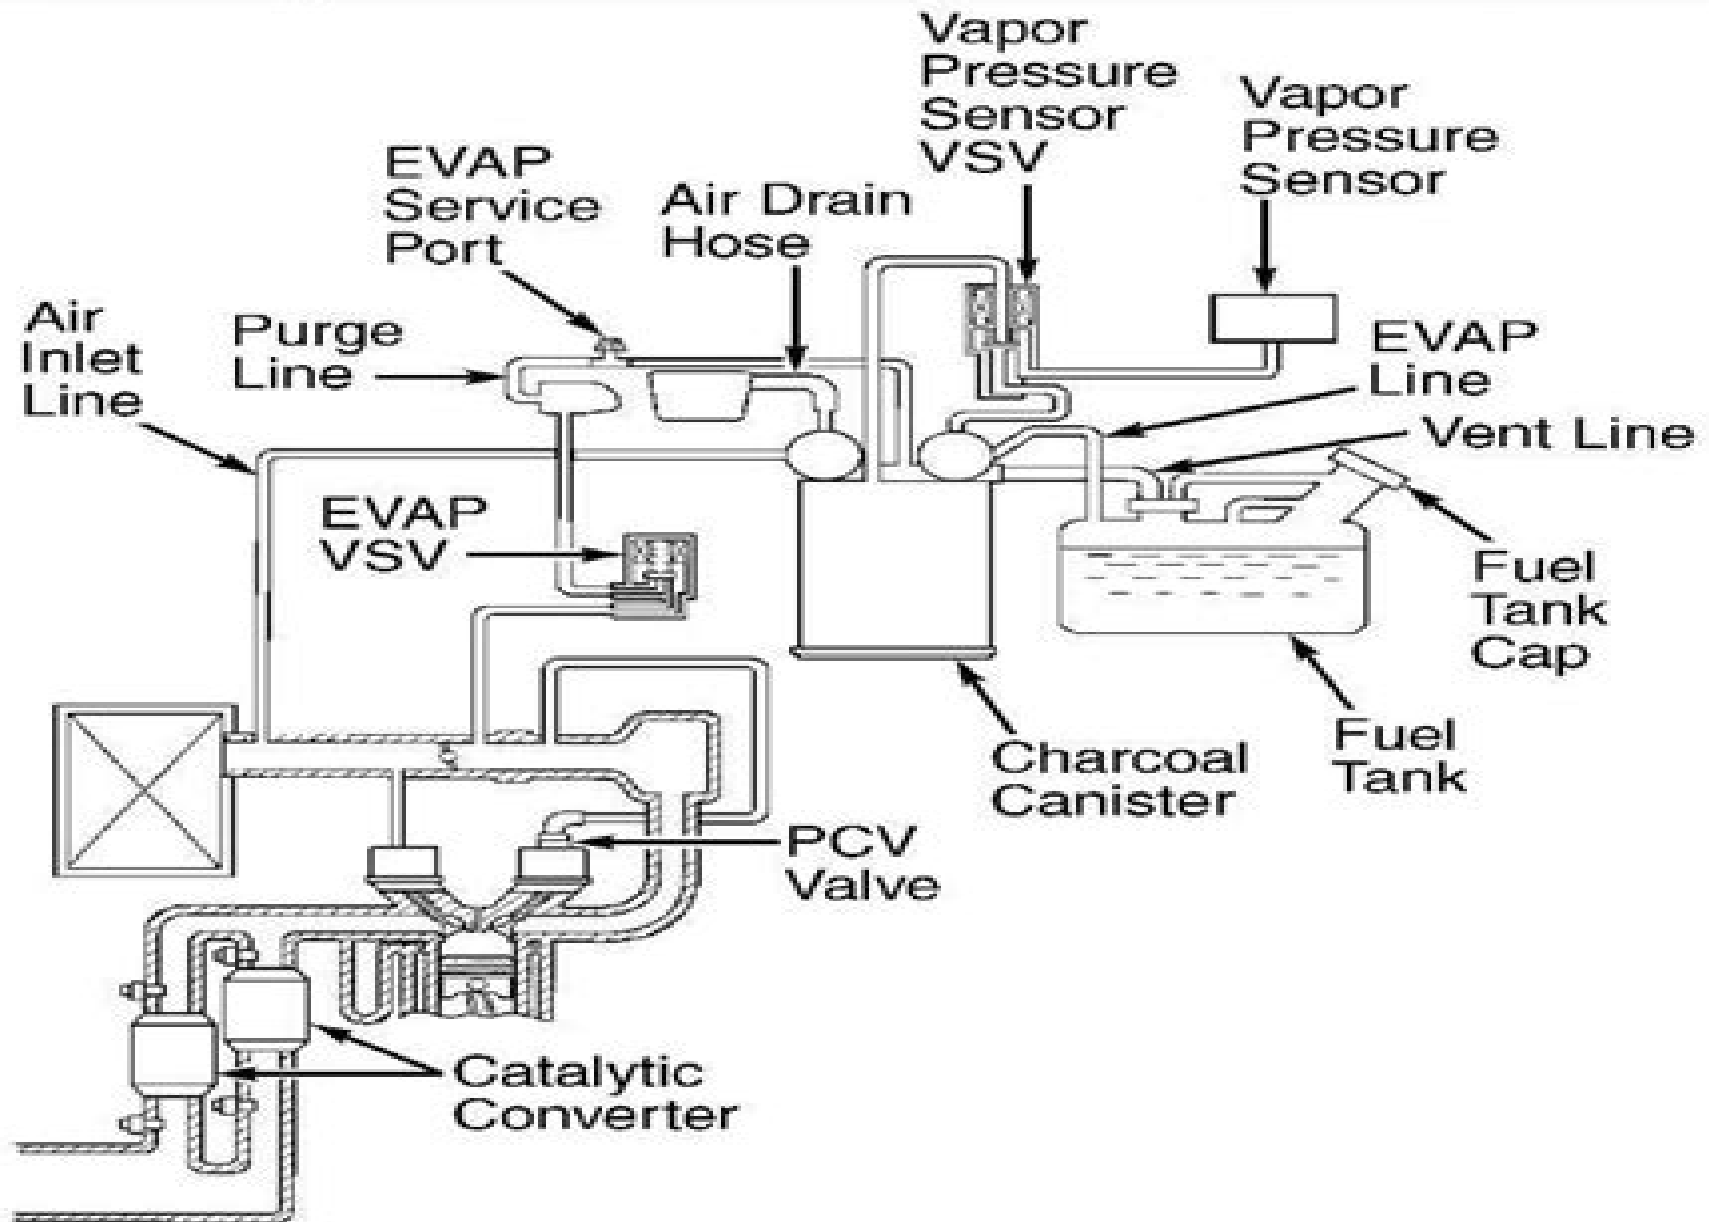 Vapor
Pressure
Sensor
VSV
Vapor
Pressure
Sensor
EVAP
Service
Port
Air Drain
Hose
Air
Inlet
Line
Purge
Line
EVAP
Line
Vent Line
EVAP
VSV
Fuel
Tank
Cap
Fuel
Tank
Charcoal
Canister
PCV
Valve
Catalytic
Converter